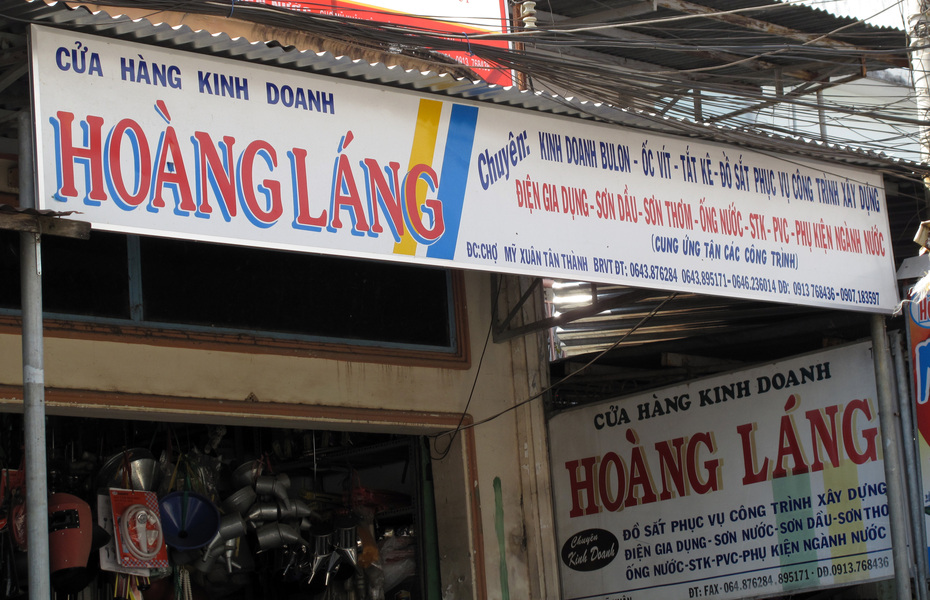 CỬA HÀNG KINH DOANH
HOÀNG LÁNG
Chuyên:
KINH DOANH BULON - ỐC VÍT - TẮT KÊ - ĐỒ SẮT PHỤC VỤ CÔNG TRÌNH XÂY DỰNG
ĐIỆN GIA DỤNG - SƠN DẦU - SƠN THƠM - ỐNG NƯỚC - STK - PVC - PHỤ KIỆN NGÀNH NƯỚC
(CUNG ỨNG TẬN CÁC CÔNG TRÌNH)
ĐC:CHỢ MỸ XUÂN TÂN THÀNH BRVT ĐT: 0643.876284 0643.895171- 0646.236014 DĐ: 0913 768436 - 0907.183597
CỬA HÀNG KINH DOANH
HOÀNG LÁNG
Chuyên
Kinh Doanh
ĐỒ SẮT PHỤC VỤ CÔNG TRÌNH XÂY DỰNG
ĐIỆN GIA DỤNG - SƠN NƯỚC - SƠN DẦU - SƠN THƠ
ỐNG NƯỚC-STK-PVC-PHỤ KIỆN NGÀNH NƯỚC
ĐT: FAX - 064.876284 .895171 - DĐ.0913.768436